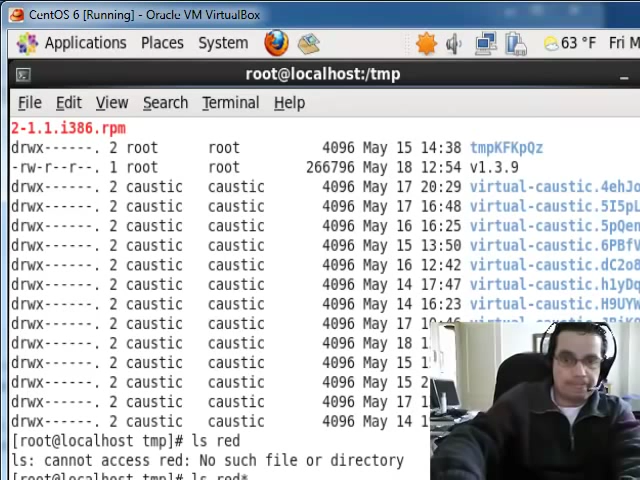 CentOS 6 [Running] - Oracle VM VirtualBox
Applications Places System 63 °F Fri M
root@localhost:/tmp
File Edit View Search Terminal Help
2-1.1.i386.rpm
drwx------. 2 root root 4096 May 15 14:38 tmpKFKpQz
-rw-r--r--. 1 root root 266796 May 18 12:54 v1.3.9
drwx------. 2 caustic caustic 4096 May 17 20:29 virtual-caustic.4ehJo
drwx------. 2 caustic caustic 4096 May 17 16:48 virtual-caustic.5I5pL
drwx------. 2 caustic caustic 4096 May 16 16:25 virtual-caustic.5pQen
drwx------. 2 caustic caustic 4096 May 15 13:50 virtual-caustic.6PBfV
drwx------. 2 caustic caustic 4096 May 16 12:42 virtual-caustic.dC2o8
drwx------. 2 caustic caustic 4096 May 14 17:47 virtual-caustic.h1yDq
drwx------. 2 caustic caustic 4096 May 14 16:23 virtual-caustic.H9UYW
drwx------. 2 caustic caustic 4096 May 17
drwx------. 2 caustic caustic 4096 May 18
drwx------. 2 caustic caustic 4096 May 15
drwx------. 2 caustic caustic 4096 May 15
drwx------. 2 caustic caustic 4096 May 17
drwx------. 2 caustic caustic 4096 May 14
[root@localhost tmp]# ls red
ls: cannot access red: No such file or directory
[root@localhost tmp]# ls red*